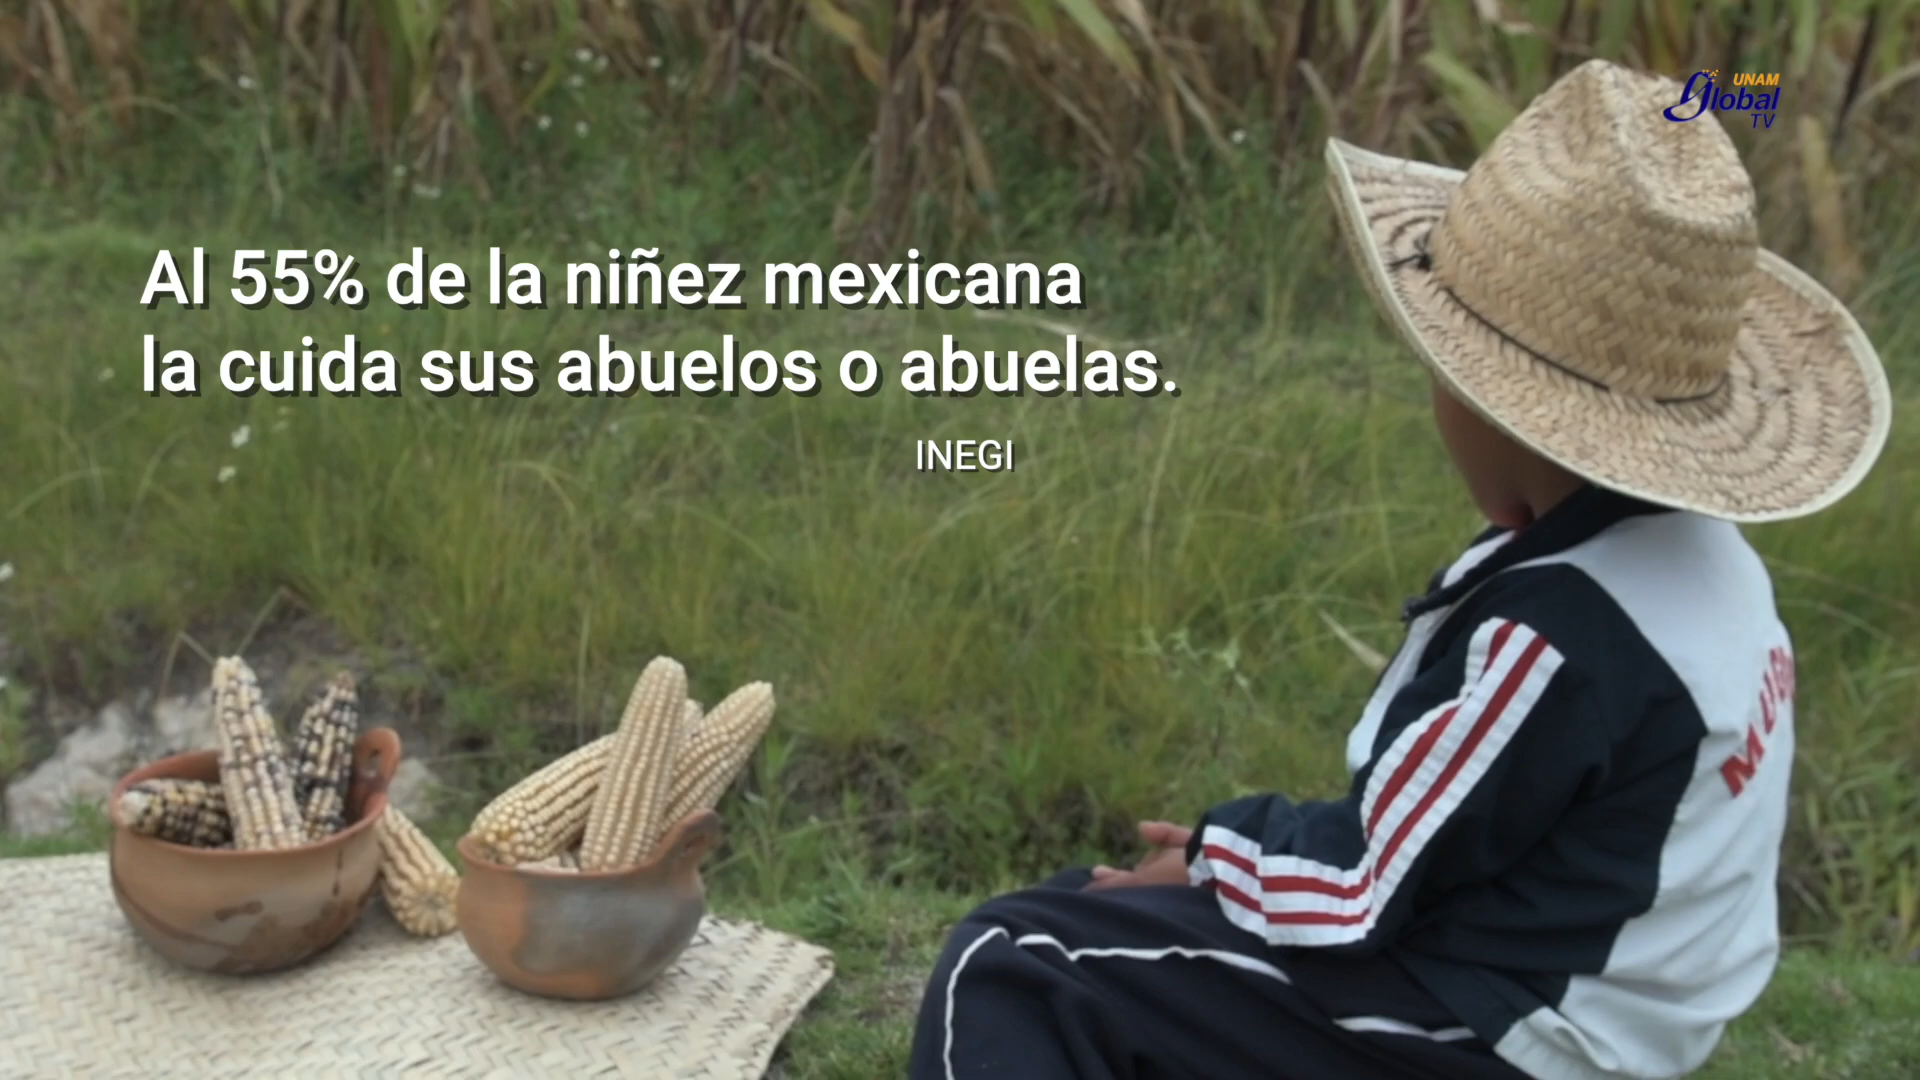 UNAM
global
TV
Al 55% de la niñez mexicana
la cuida sus abuelos o abuelas.
INEGI